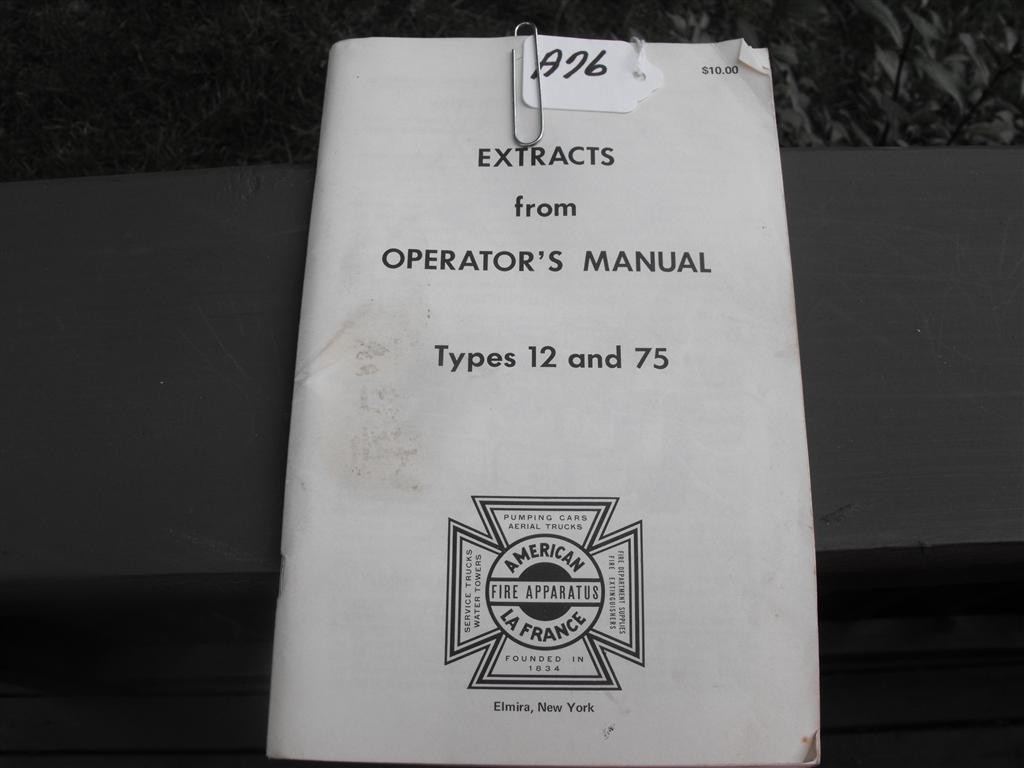 A76
$10.00
EXTRACTS
from
OPERATOR'S MANUAL
Types 12 and 75
PUMPING CARS
AERIAL TRUCKS
SERVICE TRUCKS
WATER TOWERS
AMERICAN
FIRE APPARATUS
LA FRANCE
FIRE DEPARTMENT SUPPLIES
FIRE EXTINGUISHERS
FOUNDED IN
1834
Elmira, New York